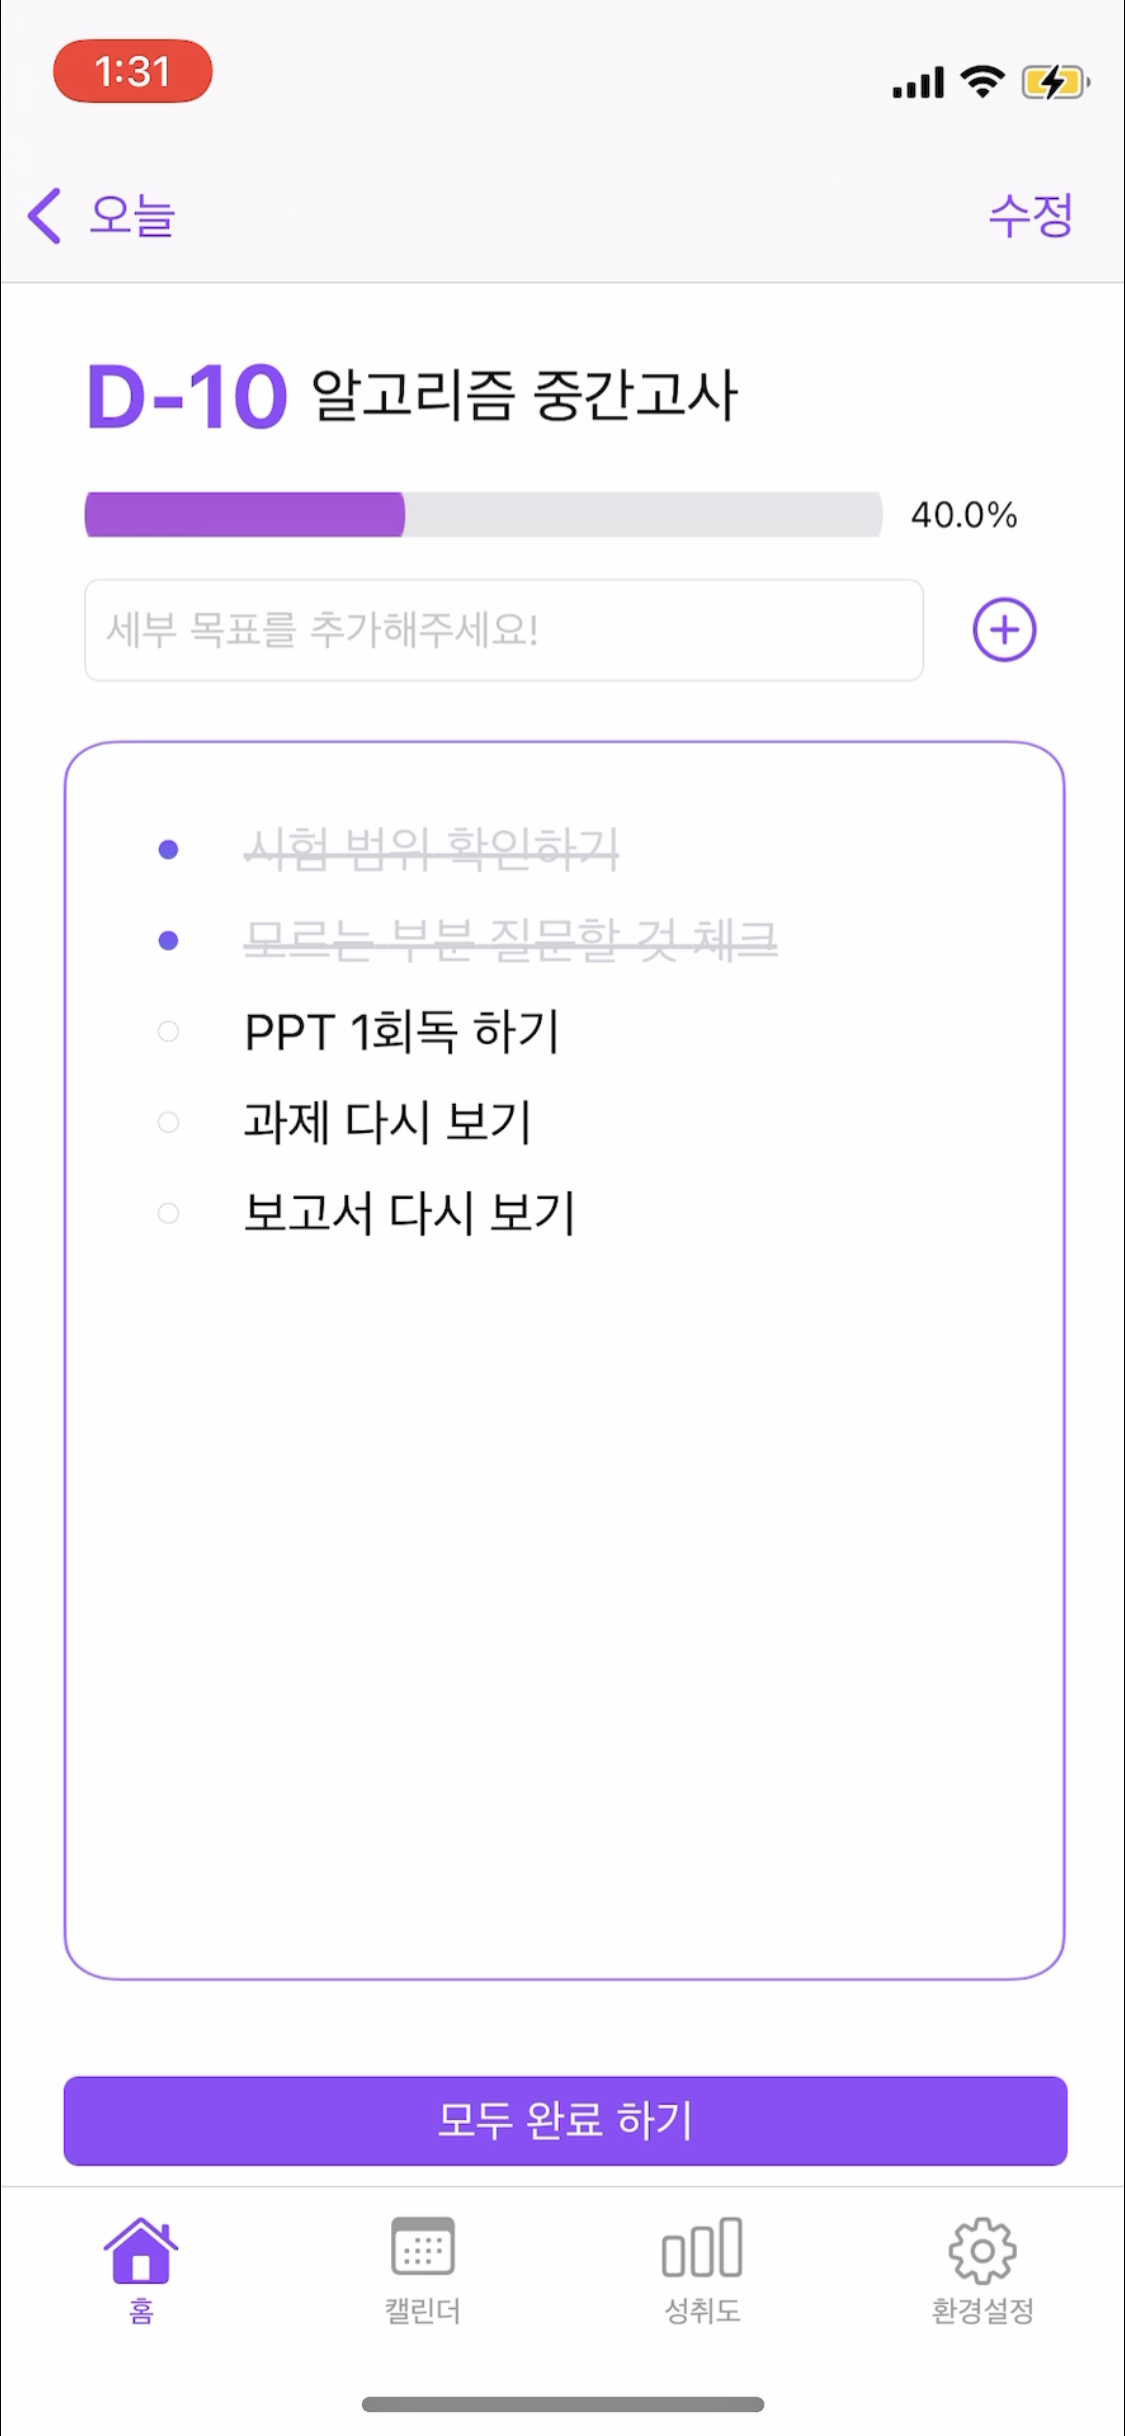 1:31
오늘
수정
D-10 알고리즘 중간고사
40.0%
세부 목표를 추가해주세요!
시험 범위 확인하기
모르는 부분 질문할 것 체크
PPT 1회독 하기
과제 다시 보기
보고서 다시 보기
모두 완료 하기
홈
캘린더
성취도
환경설정